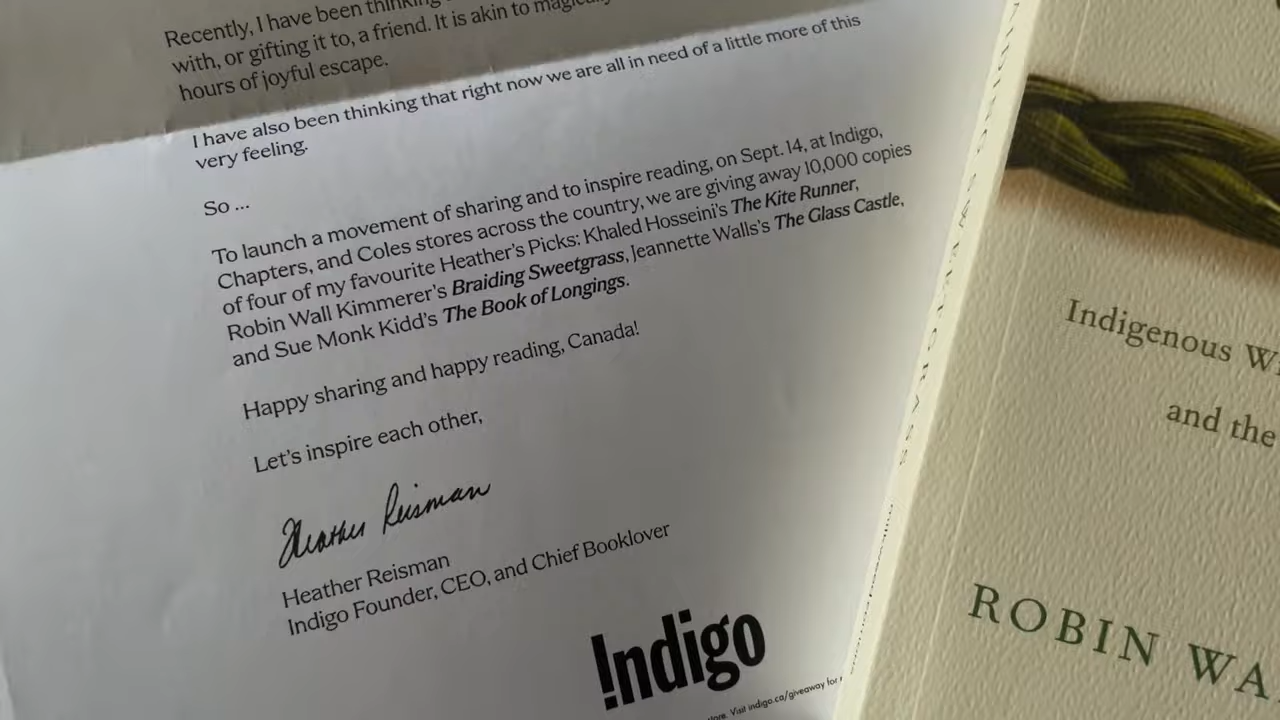 Recently, I have been thinking
with, or gifting it to, a friend. It is akin to magically
hours of joyful escape.
I have also been thinking that right now we are all in need of a little more of this
very feeling.
So ...
To launch a movement of sharing and to inspire reading, on Sept. 14, at Indigo,
Chapters, and Coles stores across the country, we are giving away 10,000 copies
of four of my favourite Heather's Picks: Khaled Hosseini's The Kite Runner,
Robin Wall Kimmerer's Braiding Sweetgrass, Jeannette Walls's The Glass Castle,
and Sue Monk Kidd's The Book of Longings.
Happy sharing and happy reading, Canada!
Let's inspire each other,
Heather Reisman
Heather Reisman
Indigo Founder, CEO, and Chief Booklover
!ndigo
Visit indigo.ca/giveaway for
Indigenous
and the
ROBIN WA